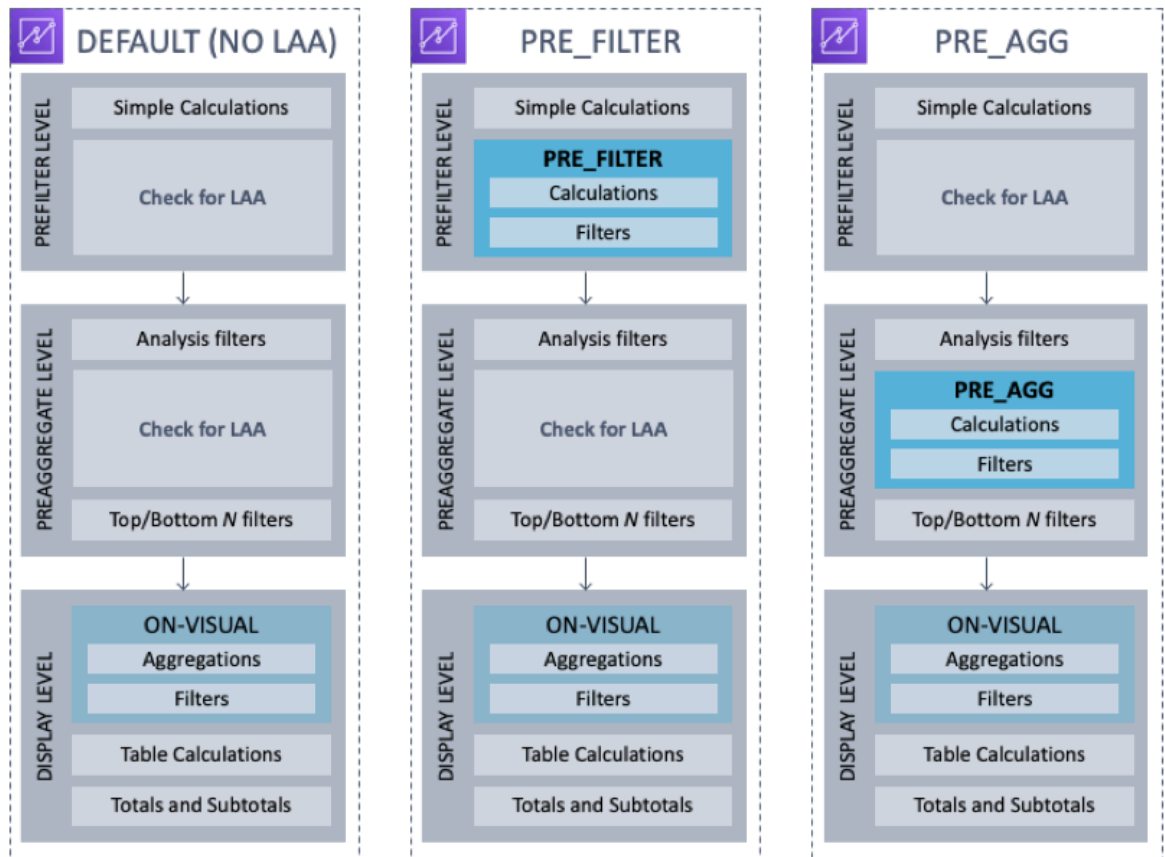 DEFAULT (NO LAA)
PREFILTER LEVEL
Simple Calculations
Check for LAA
PREAGGREGATE LEVEL
Analysis filters
Check for LAA
Top/Bottom N filters
DISPLAY LEVEL
ON-VISUAL
Aggregations
Filters
Table Calculations
Totals and Subtotals
PRE_FILTER
PREFILTER LEVEL
Simple Calculations
PRE_FILTER
Calculations
Filters
PREAGGREGATE LEVEL
Analysis filters
Check for LAA
Top/Bottom N filters
DISPLAY LEVEL
ON-VISUAL
Aggregations
Filters
Table Calculations
Totals and Subtotals
PRE_AGG
PREFILTER LEVEL
Simple Calculations
Check for LAA
PREAGGREGATE LEVEL
Analysis filters
PRE_AGG
Calculations
Filters
Top/Bottom N filters
DISPLAY LEVEL
ON-VISUAL
Aggregations
Filters
Table Calculations
Totals and Subtotals